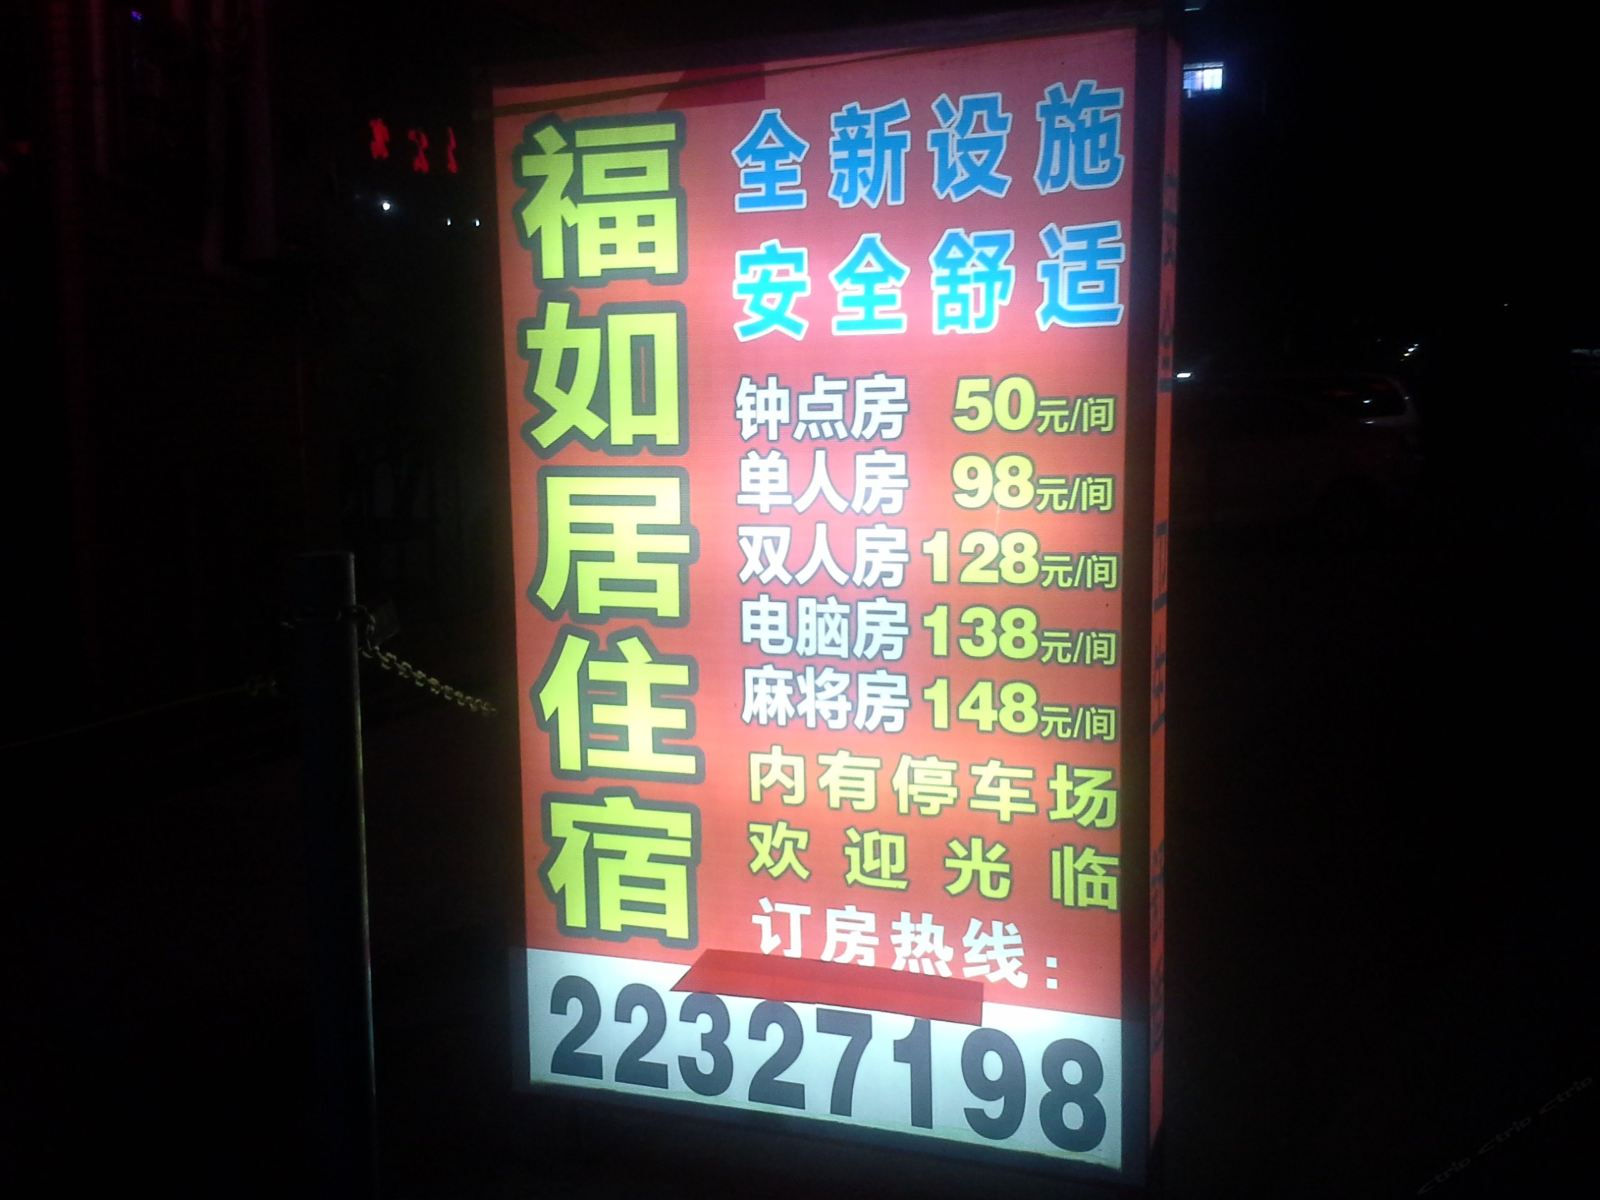 福如居住宿
全新设施
安全舒适
钟点房 50元/间
单人房 98元/间
双人房 128元/间
电脑房 138元/间
麻将房 148元/间
内有停车场
欢迎光临
订房热线:
22327198
ctrip ctrip ctrip